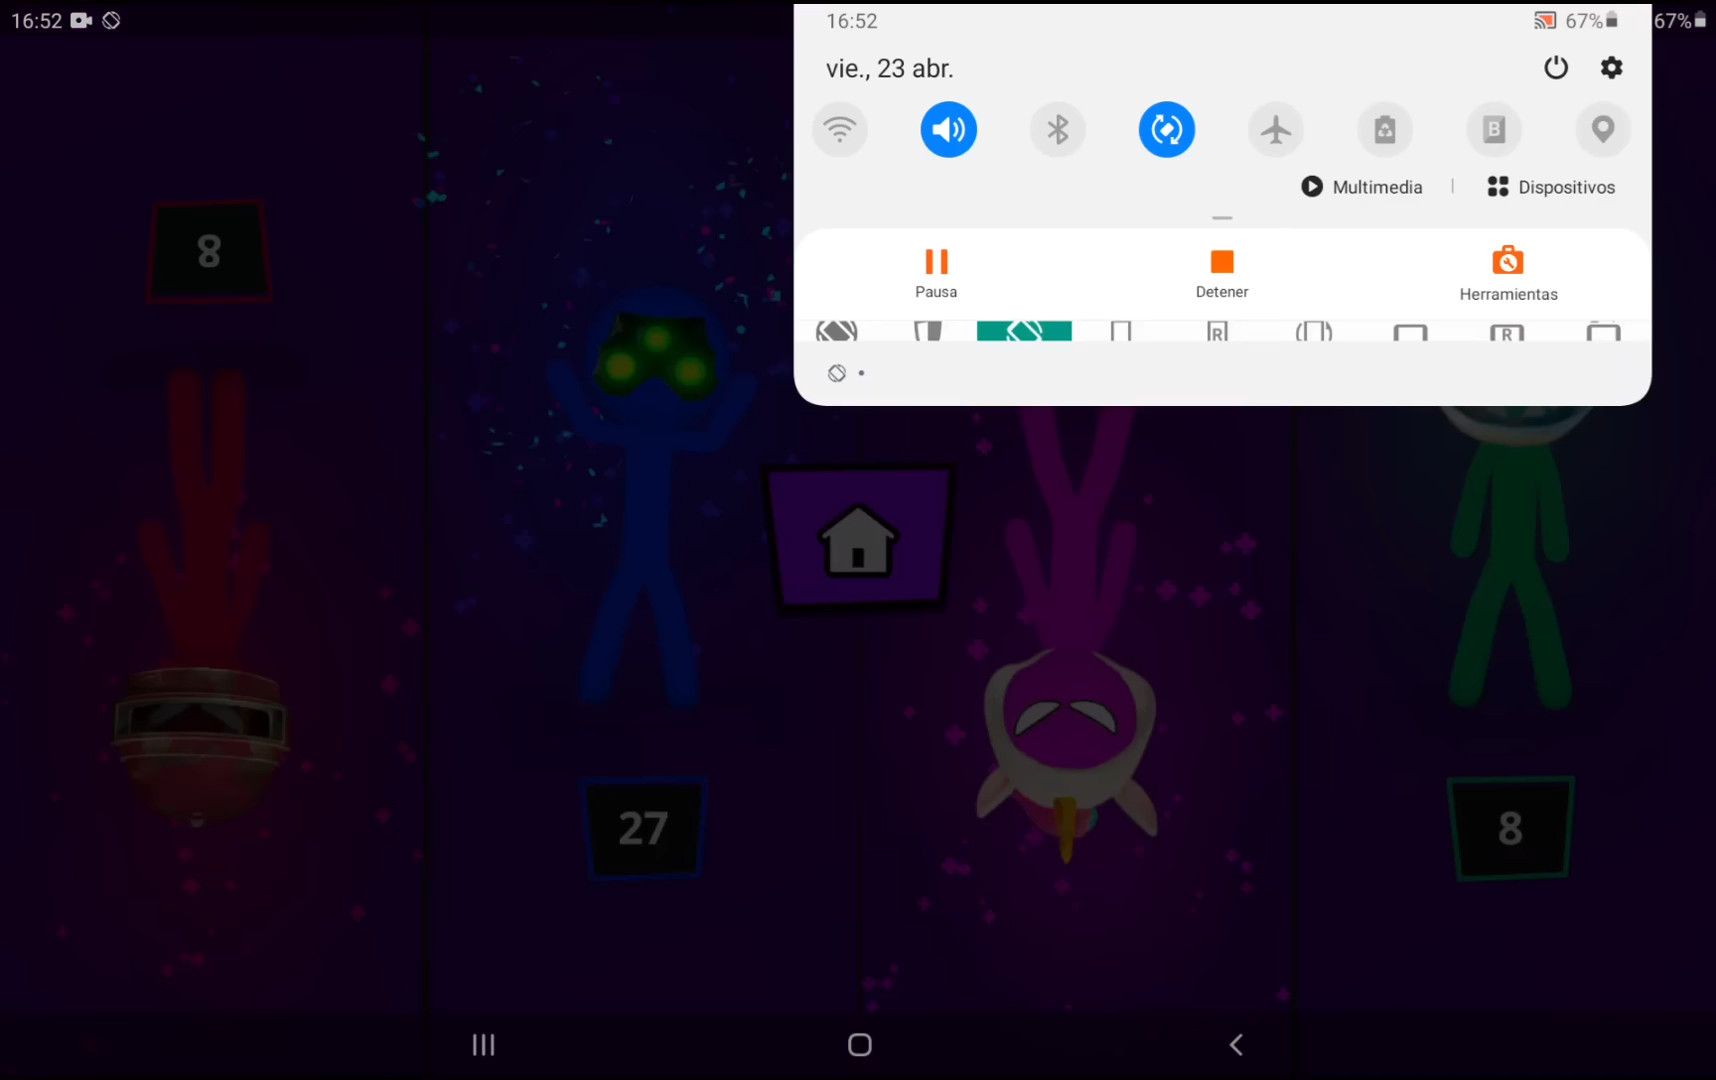 16:52
67%
16:52
67%
vie., 23 abr.
B
Multimedia
Dispositivos
Pausa
Detener
Herramientas
R
R
8
27
8